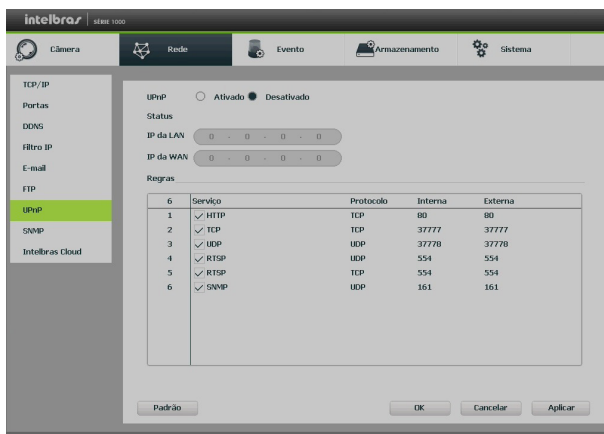 intelbras SÉRIE 1000
Câmera Rede Evento Armazenamento Sistema
TCP/IP
Portas
DDNS
Filtro IP
E-mail
FTP
UPnP
SNMP
Intelbras Cloud
UPnP Ativado Desativado
Status
IP da LAN 0 . 0 . 0 . 0
IP da WAN 0 . 0 . 0 . 0
Regras
6 Serviço Protocolo Interna Externa
1 HTTP TCP 80 80
2 TCP TCP 37777 37777
3 UDP UDP 37778 37778
4 RTSP UDP 554 554
5 RTSP TCP 554 554
6 SNMP UDP 161 161
Padrão OK Cancelar Aplicar